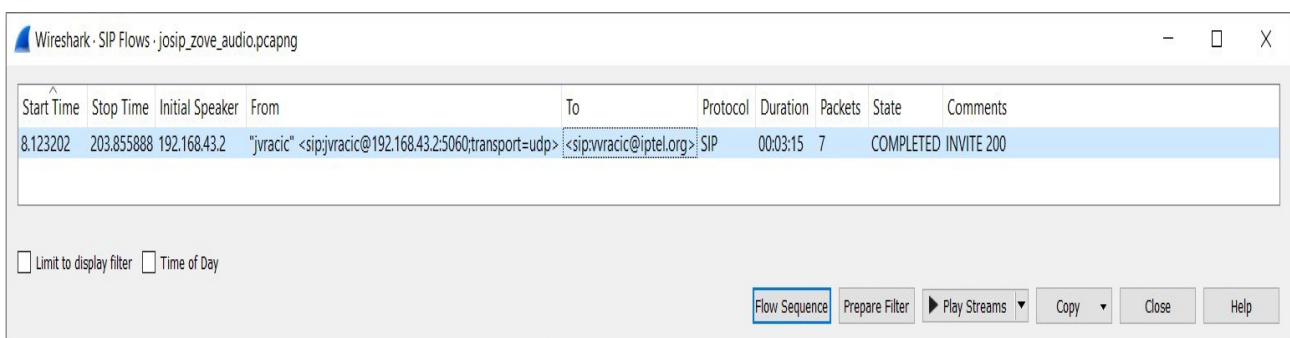 Wireshark · SIP Flows · josip_zove_audio.pcapng
Start Time Stop Time Initial Speaker From To Protocol Duration Packets State Comments
8.123202 203.855888 192.168.43.2 "jvracic" <sip:jvracic@192.168.43.2:5060;transport=udp> <sip:vvracic@iptel.org> SIP 00:03:15 7 COMPLETED INVITE 200
Limit to display filter Time of Day
Flow Sequence Prepare Filter Play Streams Copy Close Help